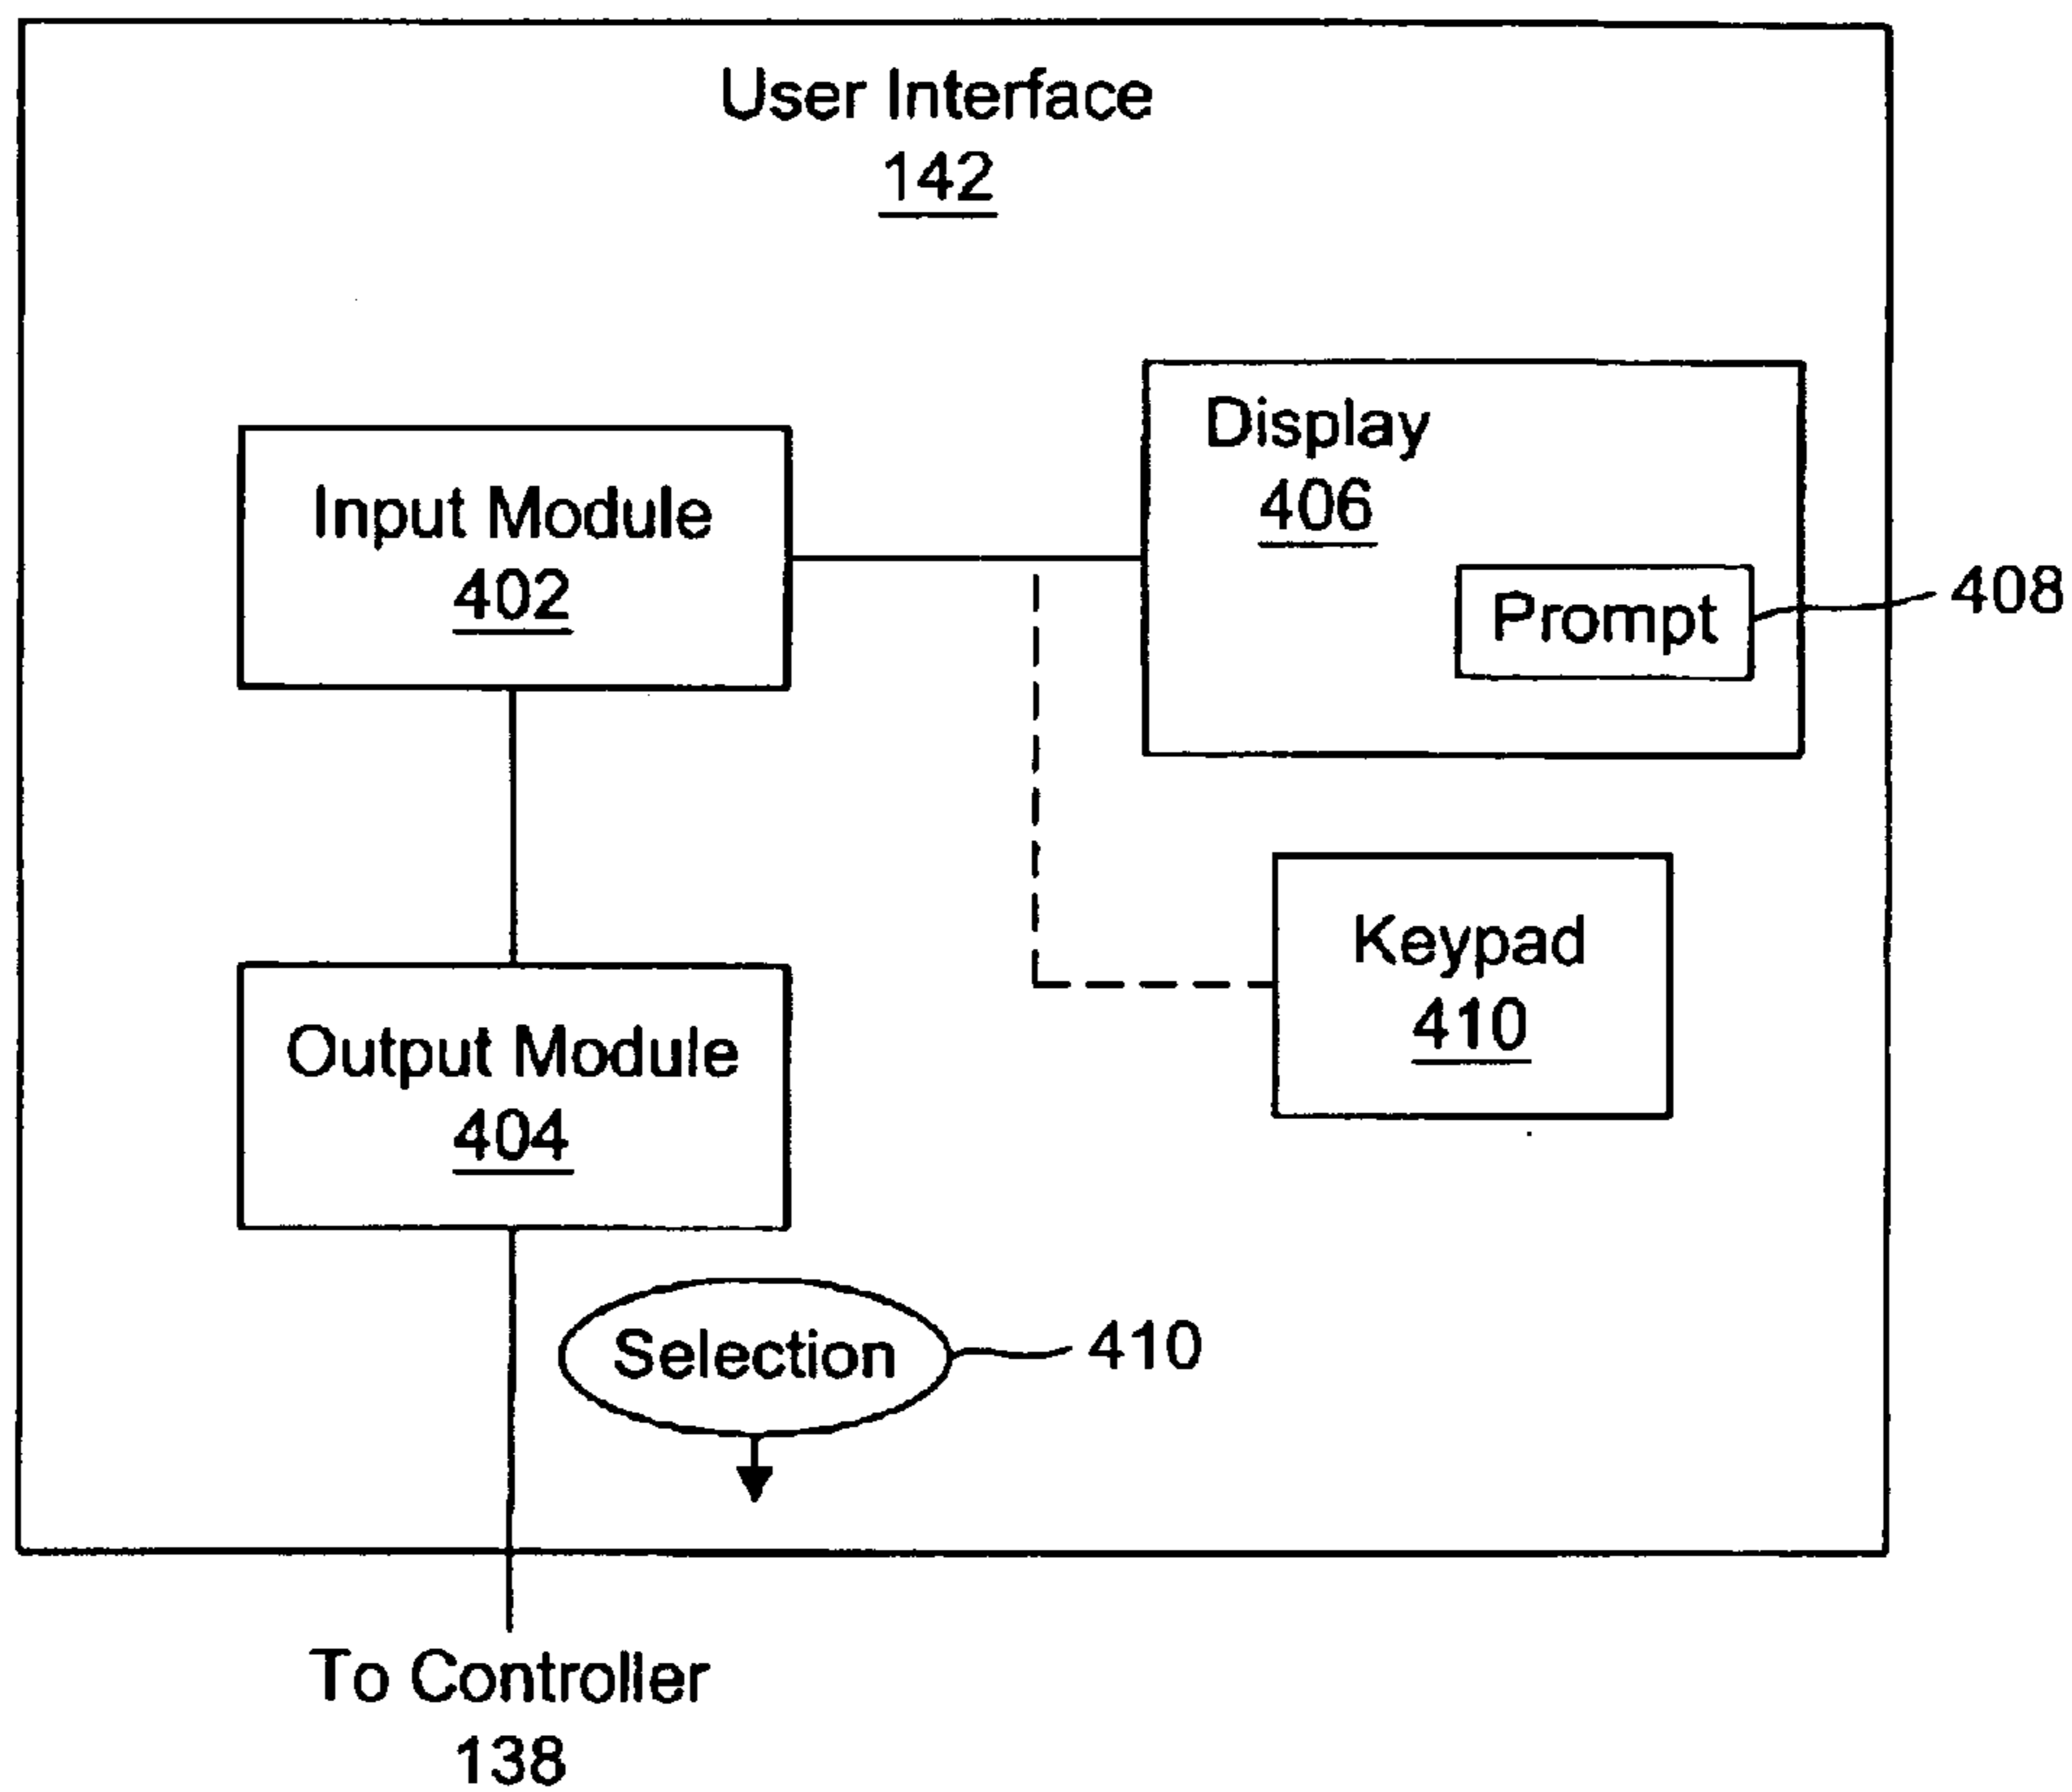 User Interface
142
Display
406
Input Module
402
Prompt
408
Keypad
410
Output Module
404
Selection
410
To Controller
138